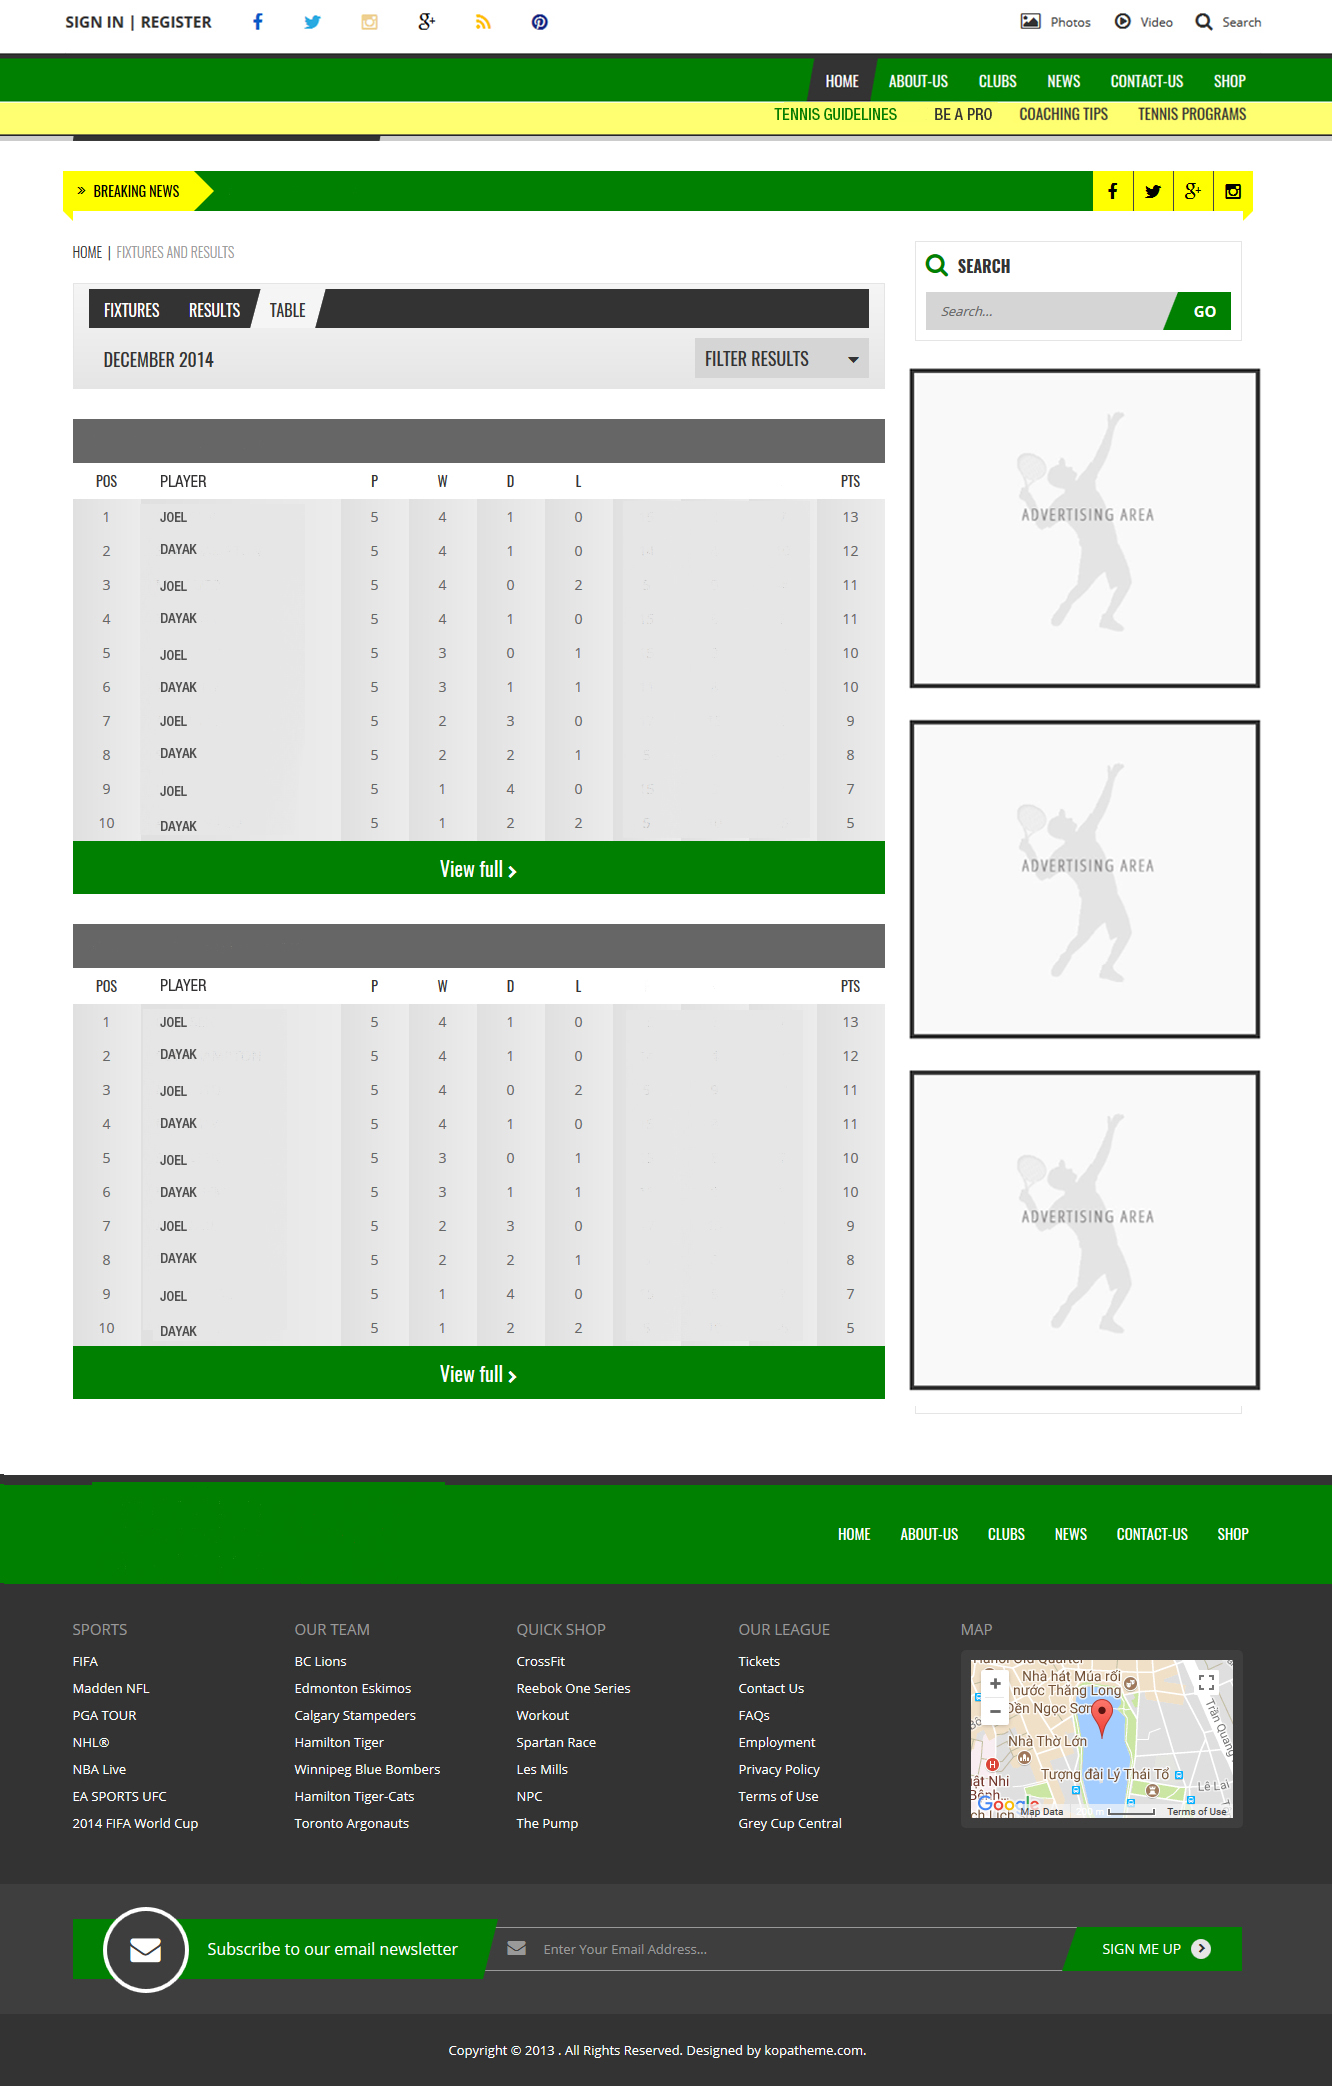 SIGN IN | REGISTER
Photos Video Search
HOME ABOUT-US CLUBS NEWS CONTACT-US SHOP
TENNIS GUIDELINES BE A PRO COACHING TIPS TENNIS PROGRAMS
» BREAKING NEWS
HOME | FIXTURES AND RESULTS
FIXTURES RESULTS TABLE
DECEMBER 2014 FILTER RESULTS
POS PLAYER P W D L PTS
1 JOEL 5 4 1 0 13
2 DAYAK 5 4 1 0 12
3 JOEL 5 4 0 2 11
4 DAYAK 5 4 1 0 11
5 JOEL 5 3 0 1 10
6 DAYAK 5 3 1 1 10
7 JOEL 5 2 3 0 9
8 DAYAK 5 2 2 1 8
9 JOEL 5 1 4 0 7
10 DAYAK 5 1 2 2 5
View full
POS PLAYER P W D L PTS
1 JOEL 5 4 1 0 13
2 DAYAK 5 4 1 0 12
3 JOEL 5 4 0 2 11
4 DAYAK 5 4 1 0 11
5 JOEL 5 3 0 1 10
6 DAYAK 5 3 1 1 10
7 JOEL 5 2 3 0 9
8 DAYAK 5 2 2 1 8
9 JOEL 5 1 4 0 7
10 DAYAK 5 1 2 2 5
View full
SEARCH
Search... GO
ADVERTISING AREA
ADVERTISING AREA
ADVERTISING AREA
HOME ABOUT-US CLUBS NEWS CONTACT-US SHOP
SPORTS
FIFA
Madden NFL
PGA TOUR
NHL®
NBA Live
EA SPORTS UFC
2014 FIFA World Cup
OUR TEAM
BC Lions
Edmonton Eskimos
Calgary Stampeders
Hamilton Tiger
Winnipeg Blue Bombers
Hamilton Tiger-Cats
Toronto Argonauts
QUICK SHOP
CrossFit
Reebok One Series
Workout
Spartan Race
Les Mills
NPC
The Pump
OUR LEAGUE
Tickets
Contact Us
FAQs
Employment
Privacy Policy
Terms of Use
Grey Cup Central
MAP
Nhà hát Múa rối
nước Thăng Long
Đền Ngọc Sơn
Trần Quang
Nhà Thờ Lớn
Tượng đài Lý Thái Tổ
Lê Lai
Google Map Data 200 m Terms of Use
Subscribe to our email newsletter Enter Your Email Address... SIGN ME UP
Copyright © 2013 . All Rights Reserved. Designed by kopatheme.com.